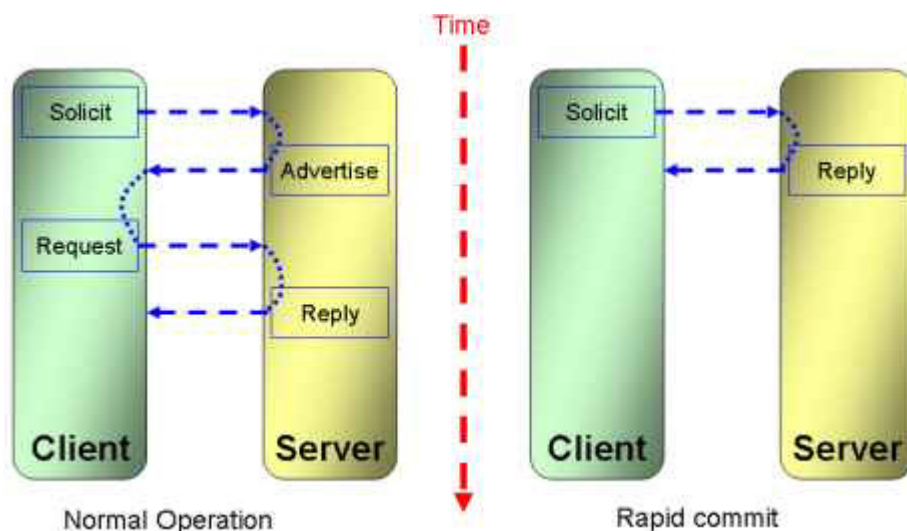 Time
Solicit
Advertise
Request
Reply
Client
Server
Normal Operation
Solicit
Reply
Client
Server
Rapid commit